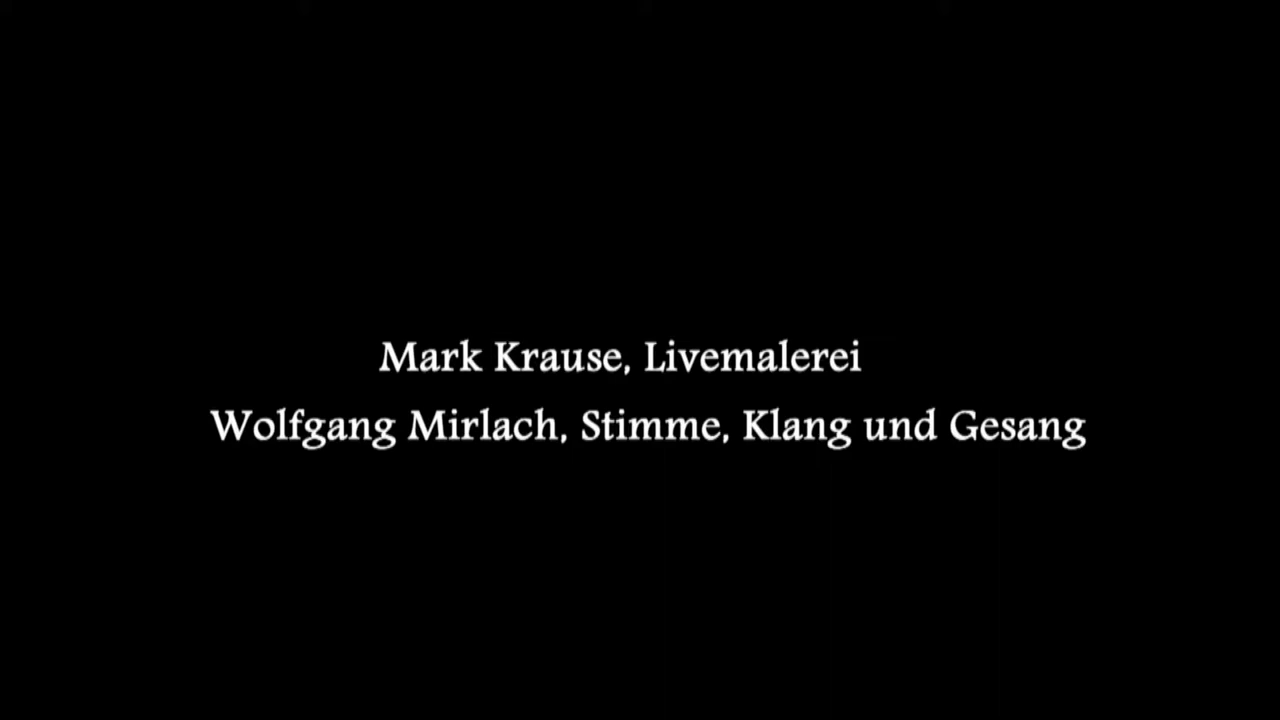 Mark Krause, Livemalerei
Wolfgang Mirlach, Stimme, Klang und Gesang